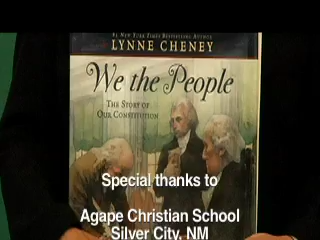 #1 NEW YORK TIMES BESTSELLING AUTHOR
LYNNE CHENEY
We the People
THE STORY OF
OUR CONSTITUTION
Special thanks to
Agape Christian School
Silver City, NM